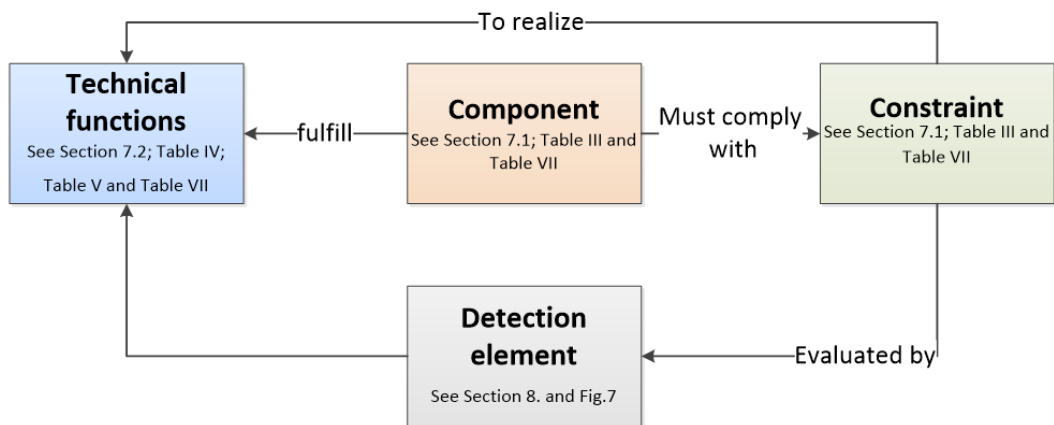 To realize
Technical
functions
See Section 7.2; Table IV;
Table V and Table VII
fulfill
Component
See Section 7.1; Table III and
Table VII
Must comply
with
Constraint
See Section 7.1; Table III and
Table VII
Detection
element
See Section 8. and Fig.7
Evaluated by